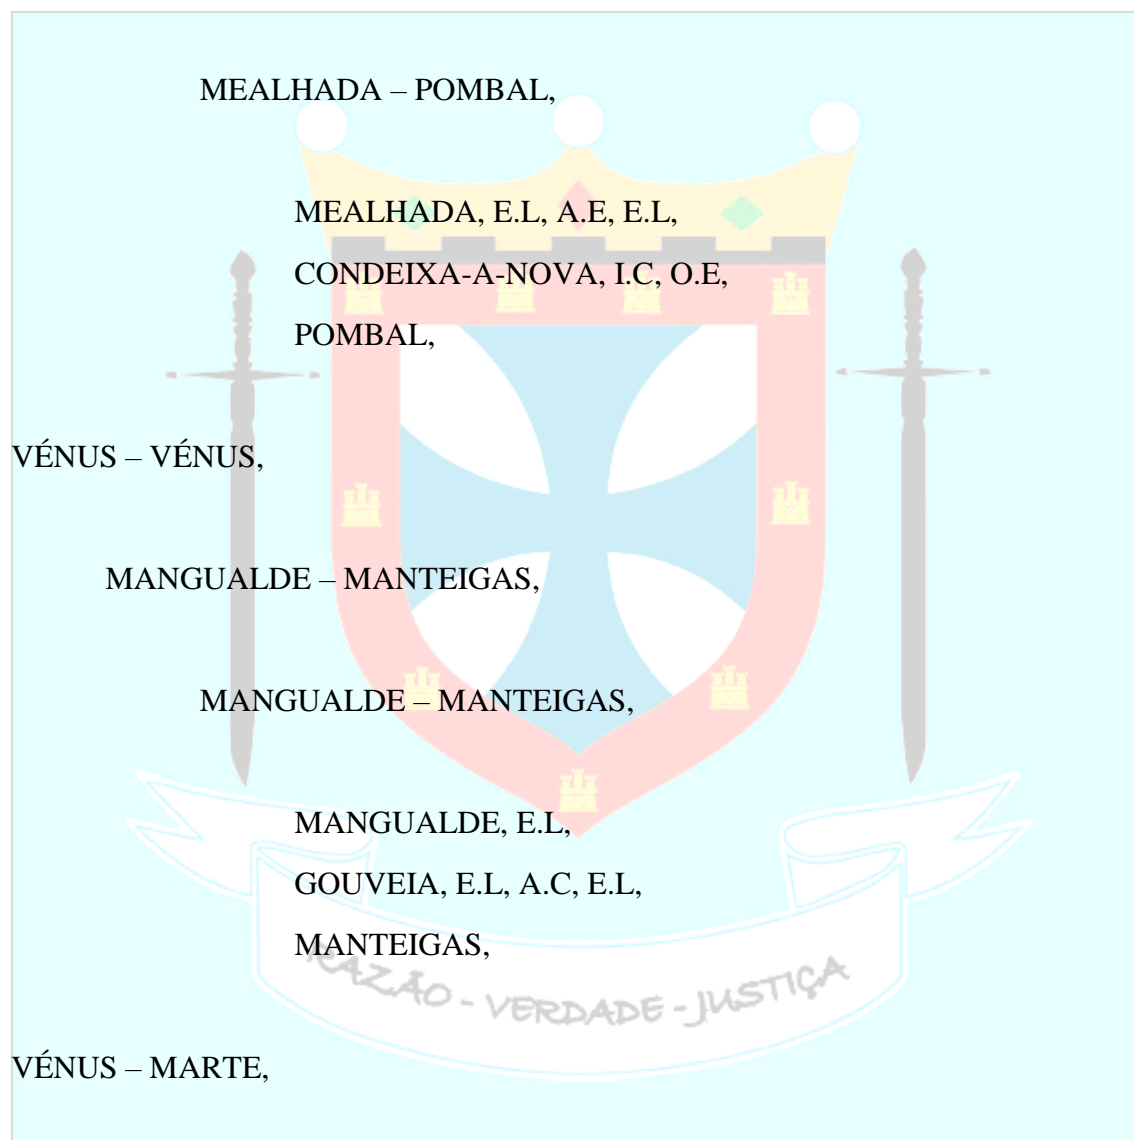 MEALHADA – POMBAL,
MEALHADA, E.L, A.E, E.L,
CONDEIXA-A-NOVA, I.C, O.E,
POMBAL,
VÉNUS – VÉNUS,
MANGUALDE – MANTEIGAS,
MANGUALDE – MANTEIGAS,
MANGUALDE, E.L,
GOUVEIA, E.L, A.C, E.L,
MANTEIGAS,
RAZÃO - VERDADE - JUSTIÇA
VÉNUS – MARTE,